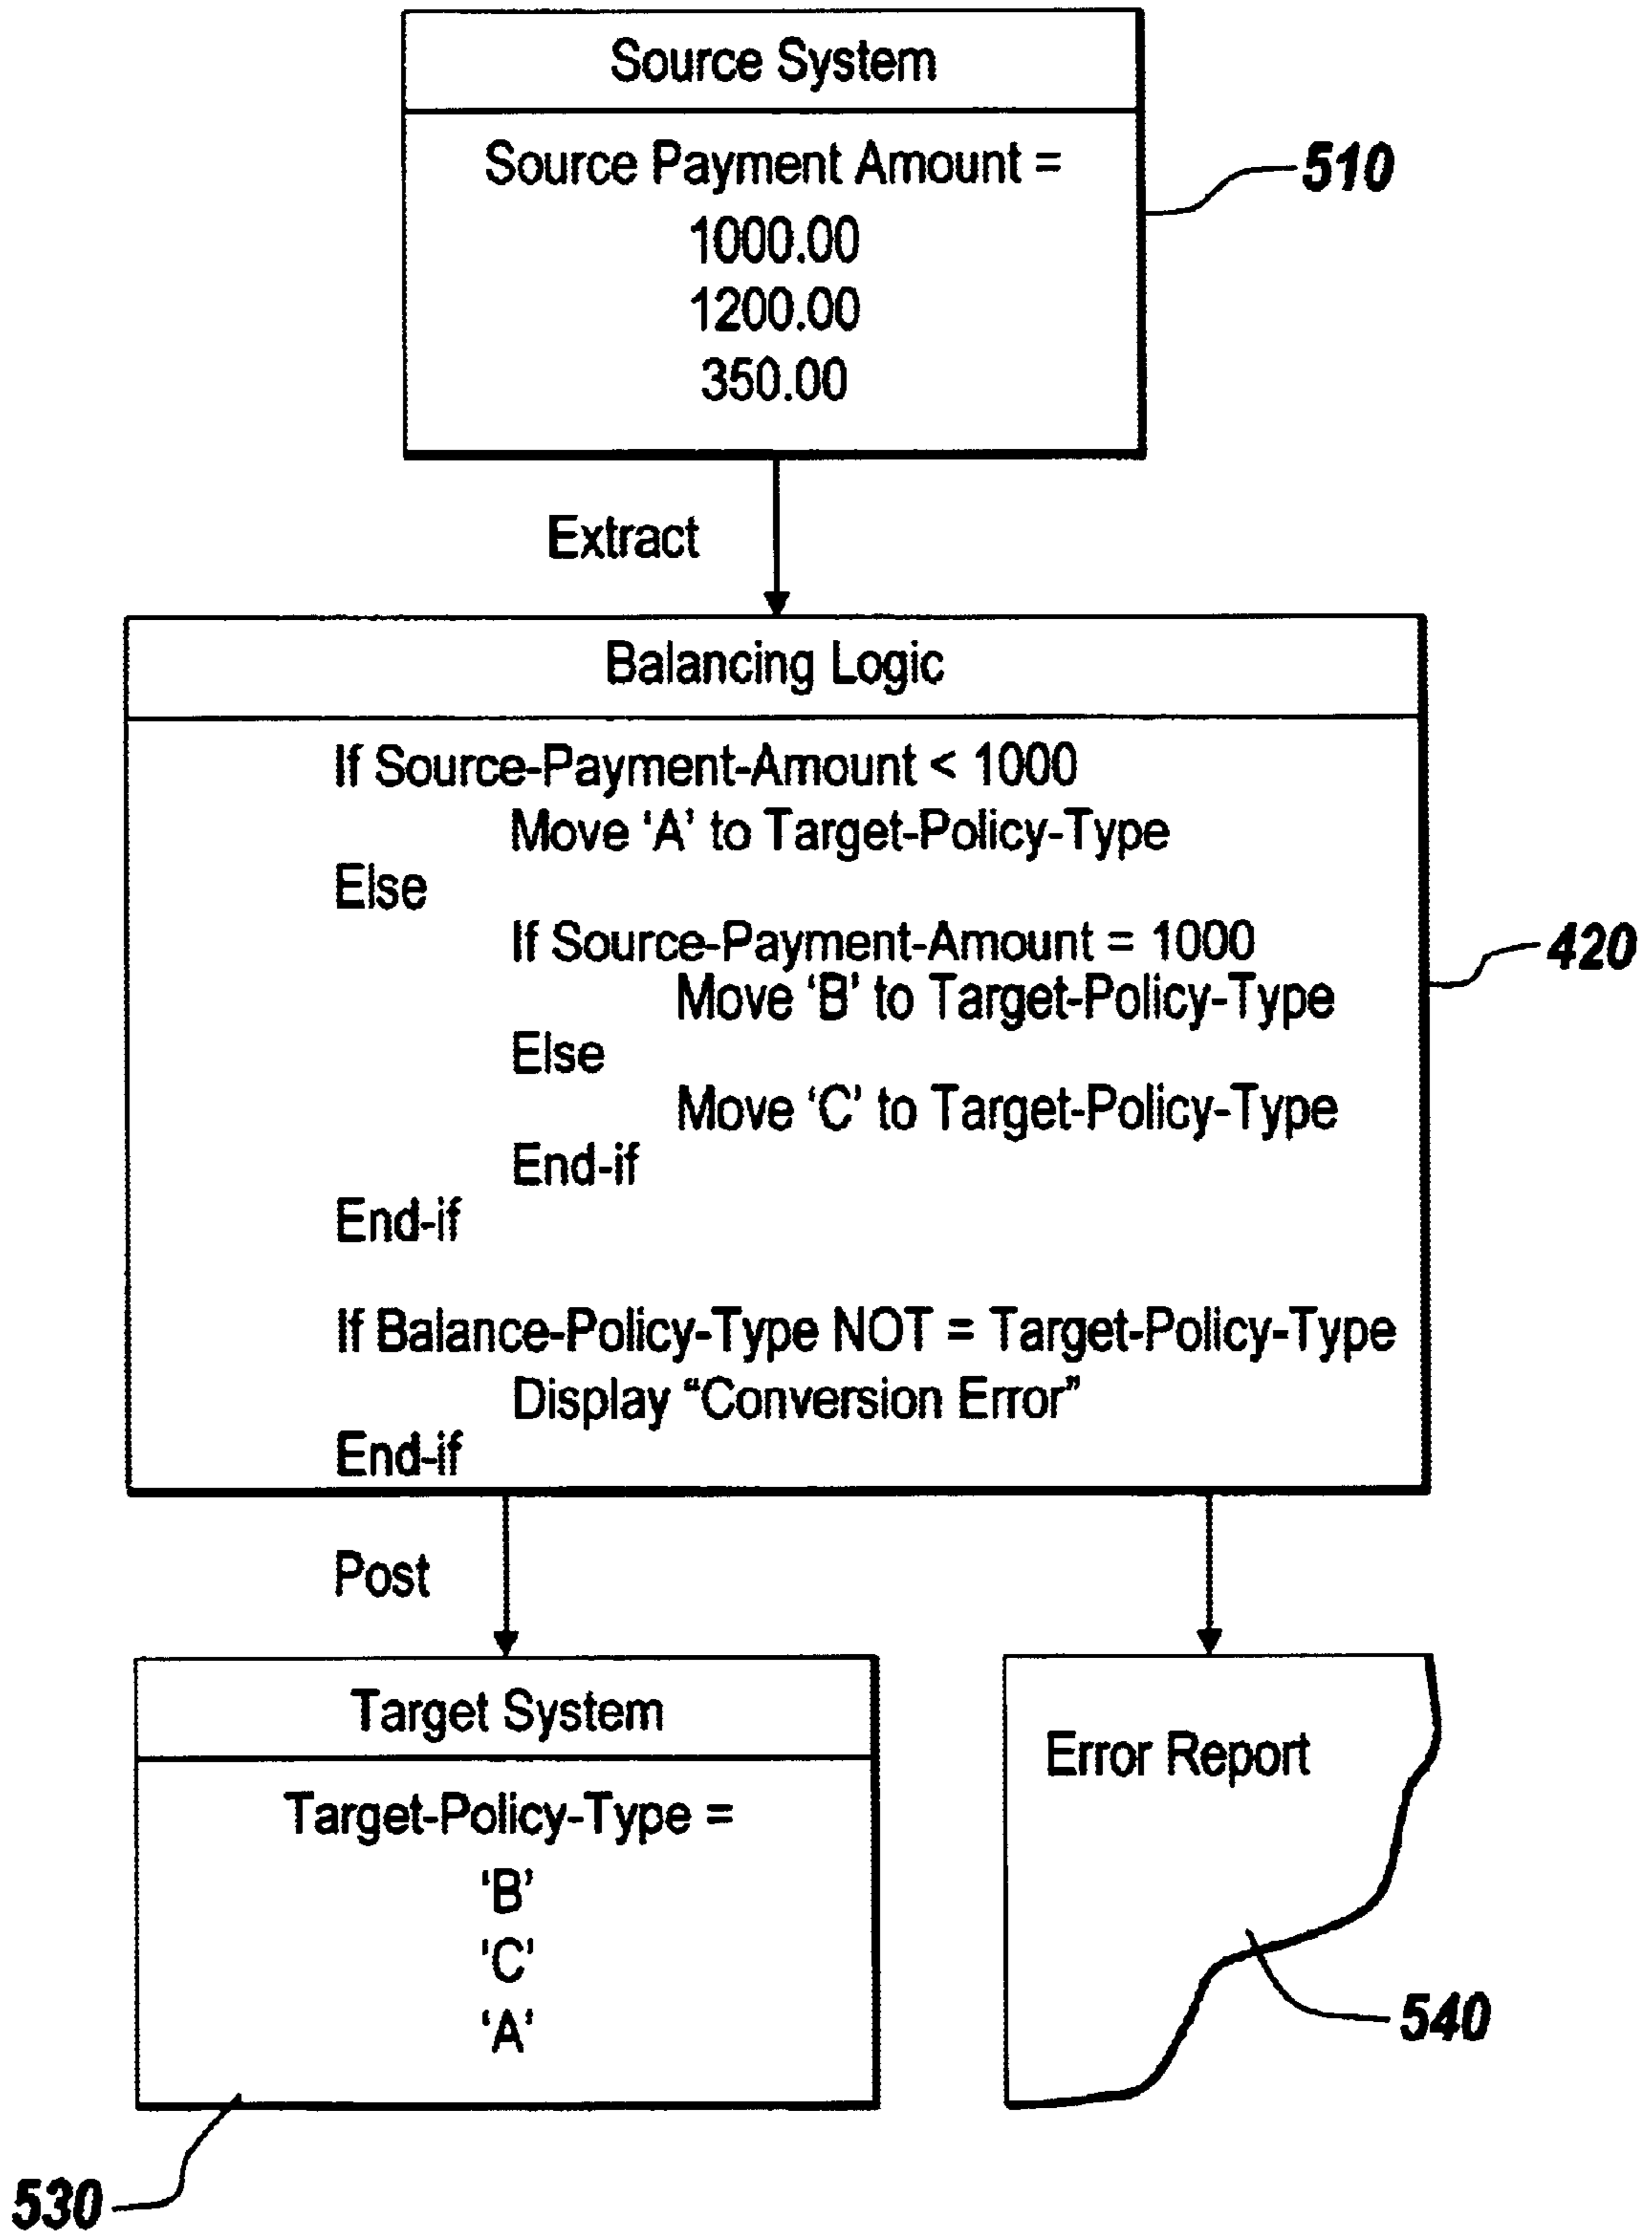 Source System
Source Payment Amount =
1000.00
1200.00
350.00
510
Extract
Balancing Logic
If Source-Payment-Amount < 1000
Move ‘A’ to Target-Policy-Type
Else
If Source-Payment-Amount = 1000
Move ‘B’ to Target-Policy-Type
Else
Move ‘C’ to Target-Policy-Type
End-if
End-if
If Balance-Policy-Type NOT = Target-Policy-Type
Display “Conversion Error”
End-if
420
Post
Target System
Target-Policy-Type =
‘B’
‘C’
‘A’
530
Error Report
540